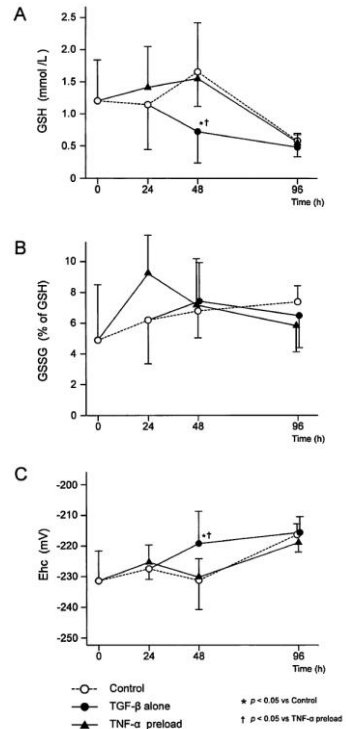 A
GSH (mmol /L)
2.5
2.0
1.5
1.0
0.5
0
*†
0 24 48 96
Time (h)
B
GSSG (% of GSH)
10
8
6
4
2
0
0 24 48 96
Time (h)
C
Ehc (mV)
-200
-210
-220
-230
-240
-250
*†
0 24 48 96
Time (h)
Control
TGF-β alone
TNF-α preload
* p < 0.05 vs Control
† p < 0.05 vs TNF-α preload